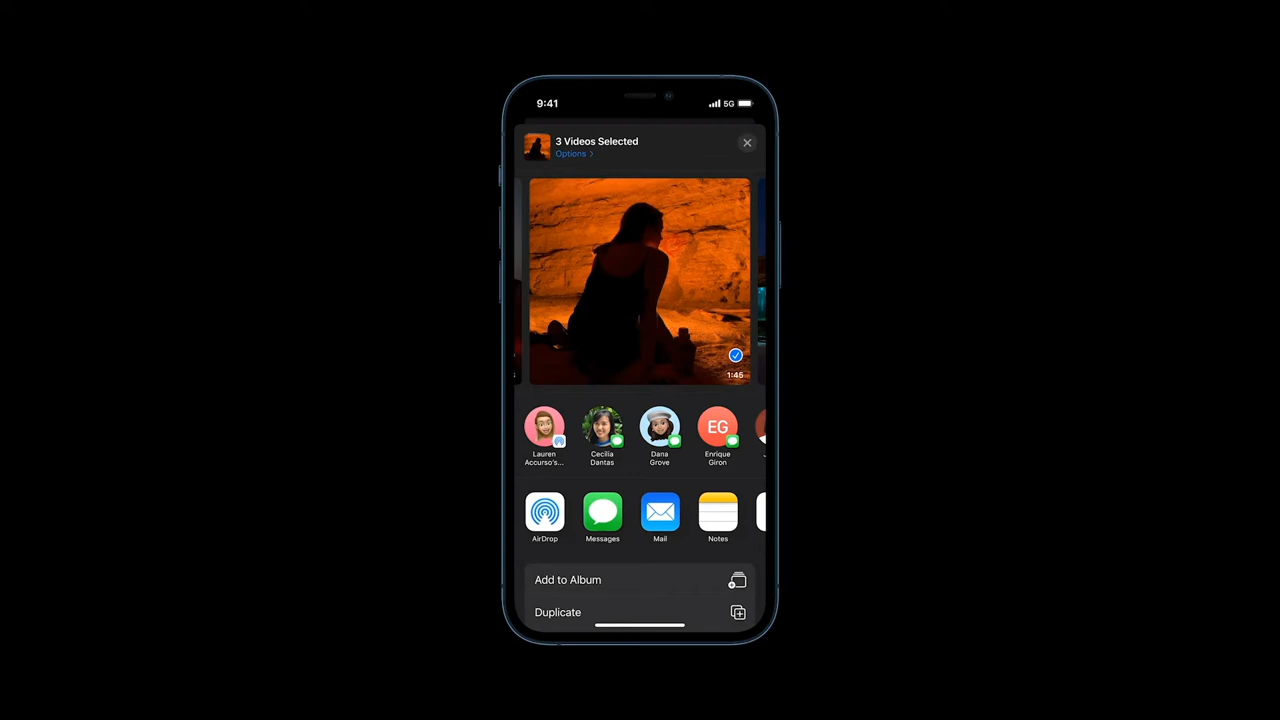 9:41
5G
3 Videos Selected
Options >
1:45
EG
Lauren Accurso's...
Cecilia Dantas
Dana Grove
Enrique Giron
AirDrop
Messages
Mail
Notes
Add to Album
Duplicate